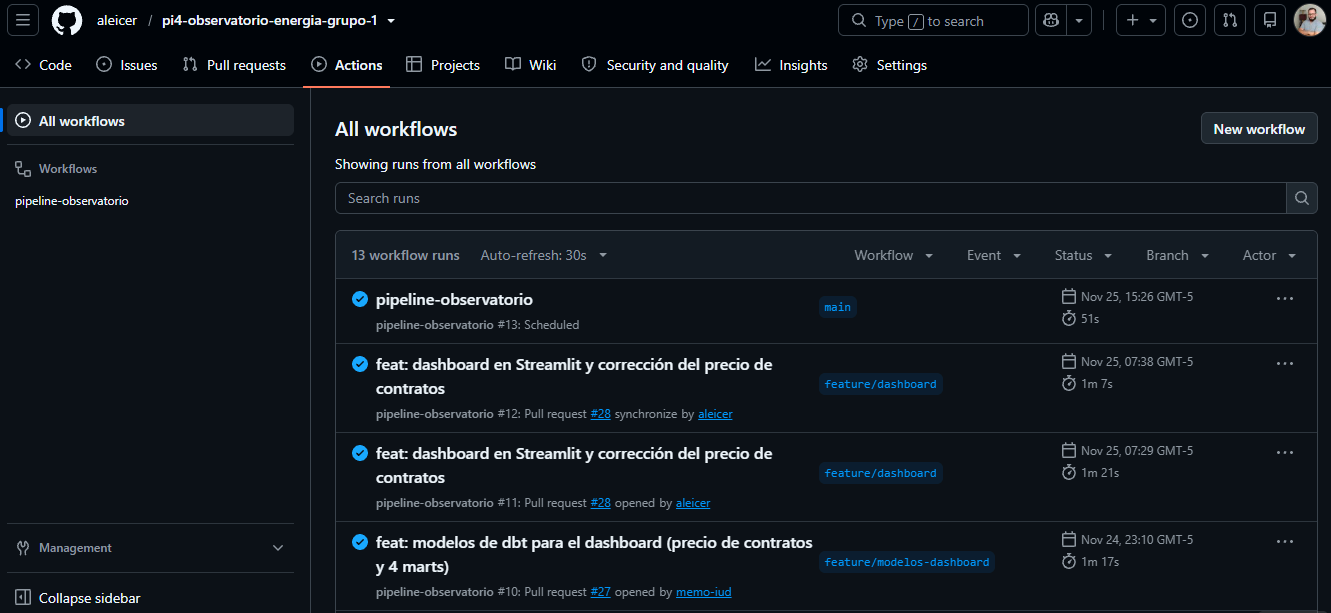 aleicer / pi4-observatorio-energia-grupo-1
Type / to search
Code
Issues
Pull requests
Actions
Projects
Wiki
Security and quality
Insights
Settings
All workflows
Workflows
pipeline-observatorio
Management
Collapse sidebar
All workflows
New workflow
Showing runs from all workflows
Search runs
13 workflow runs
Auto-refresh: 30s
Workflow
Event
Status
Branch
Actor
pipeline-observatorio
pipeline-observatorio #13: Scheduled
main
Nov 25, 15:26 GMT-5
51s
feat: dashboard en Streamlit y corrección del precio de
contratos
pipeline-observatorio #12: Pull request #28 synchronize by aleicer
feature/dashboard
Nov 25, 07:38 GMT-5
1m 7s
feat: dashboard en Streamlit y corrección del precio de
contratos
pipeline-observatorio #11: Pull request #28 opened by aleicer
feature/dashboard
Nov 25, 07:29 GMT-5
1m 21s
feat: modelos de dbt para el dashboard (precio de contratos
y 4 marts)
pipeline-observatorio #10: Pull request #27 opened by memo-iud
feature/modelos-dashboard
Nov 24, 23:10 GMT-5
1m 17s